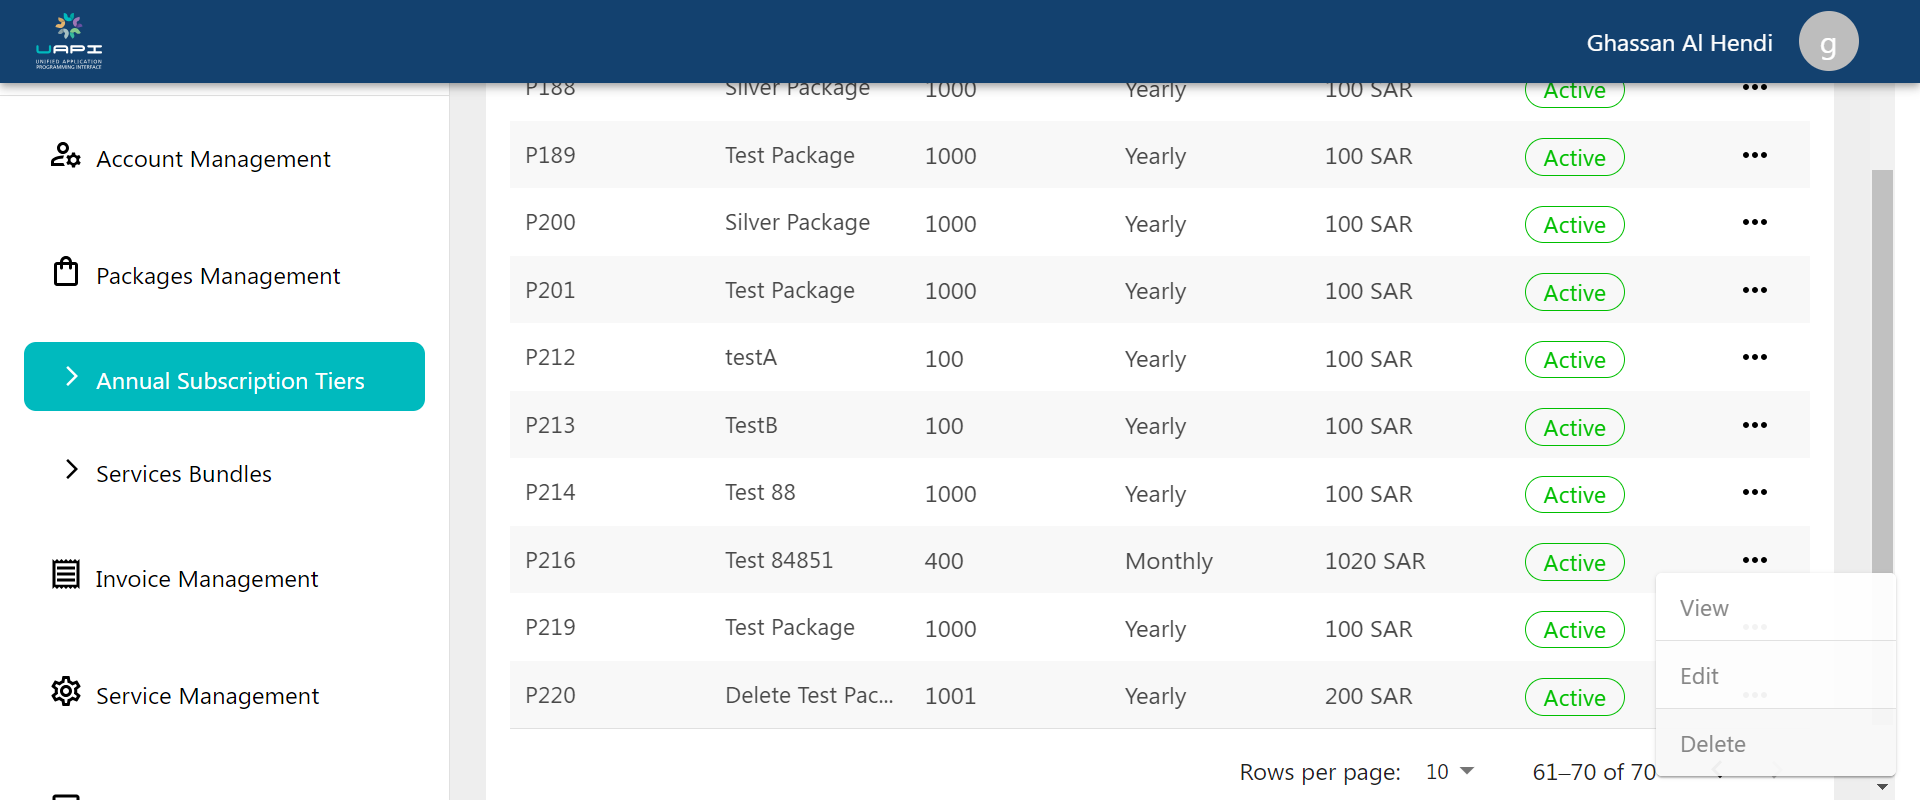 UAPI
UNIFIED APPLICATION
PROGRAMMING INTERFACE
Ghassan Al Hendi
g
Account Management
Packages Management
Annual Subscription Tiers
Services Bundles
Invoice Management
Service Management
P188 Silver Package 1000 Yearly 100 SAR Active
P189 Test Package 1000 Yearly 100 SAR Active
P200 Silver Package 1000 Yearly 100 SAR Active
P201 Test Package 1000 Yearly 100 SAR Active
P212 testA 100 Yearly 100 SAR Active
P213 TestB 100 Yearly 100 SAR Active
P214 Test 88 1000 Yearly 100 SAR Active
P216 Test 84851 400 Monthly 1020 SAR Active
P219 Test Package 1000 Yearly 100 SAR Active
P220 Delete Test Pac... 1001 Yearly 200 SAR Active
View
Edit
Delete
Rows per page: 10 61–70 of 70